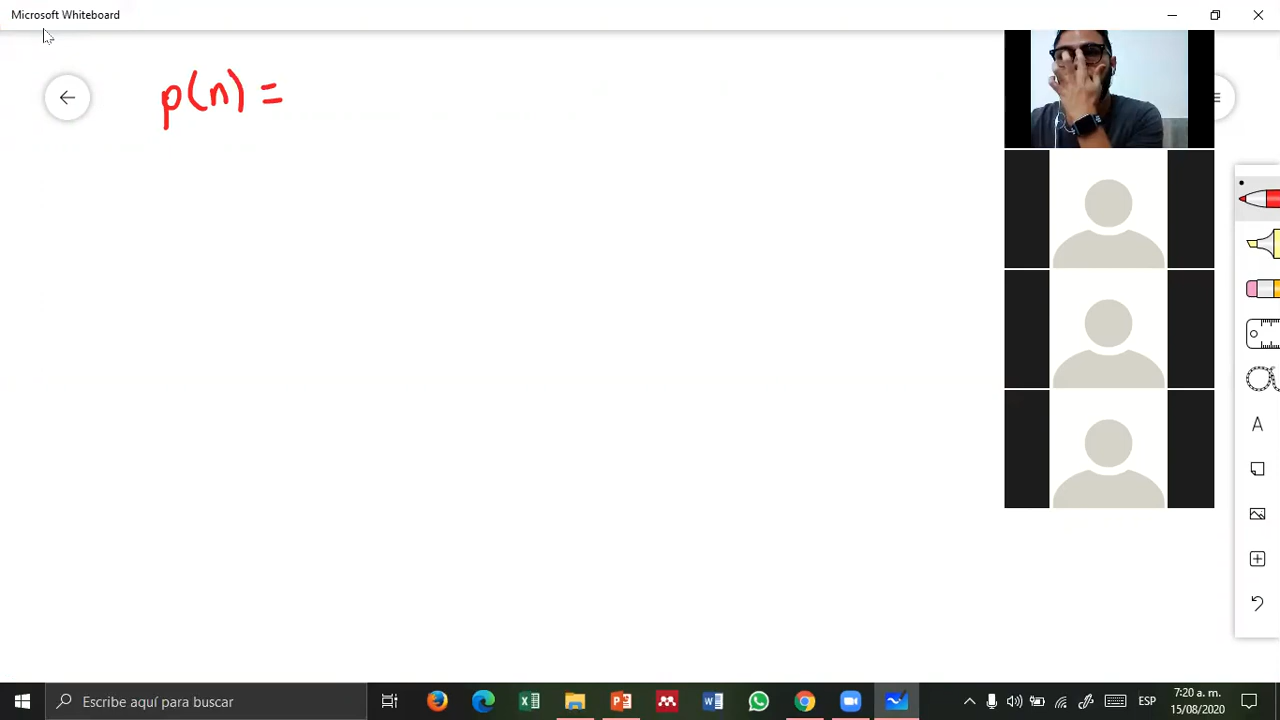 Microsoft Whiteboard
p(n) =
A
Escribe aquí para buscar
ESP
7:20 a. m.
15/08/2020